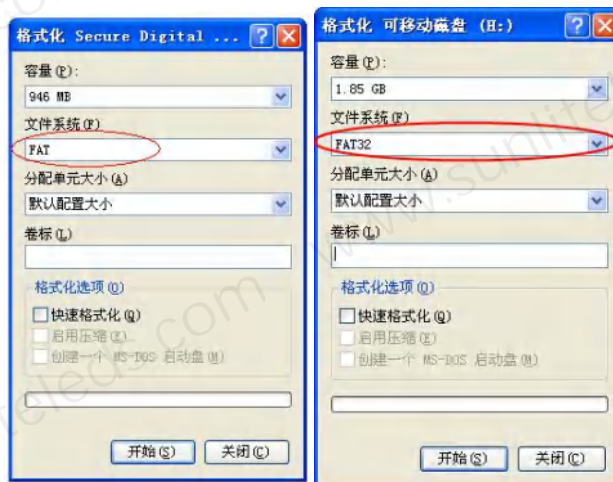 格式化 Secure Digital ...
容量(P):
946 MB
文件系统(F)
FAT
分配单元大小(A)
默认配置大小
卷标(L)
格式化选项(O)
快速格式化(Q)
启用压缩(E)
创建一个 MS-DOS 启动盘(M)
开始(S)
关闭(C)
格式化 可移动磁盘 (H:)
容量(P):
1.85 GB
文件系统(F)
FAT32
分配单元大小(A)
默认配置大小
卷标(L)
格式化选项(O)
快速格式化(Q)
启用压缩(E)
创建一个 MS-DOS 启动盘(M)
开始(S)
关闭(C)
www.sunlite
teleds.com